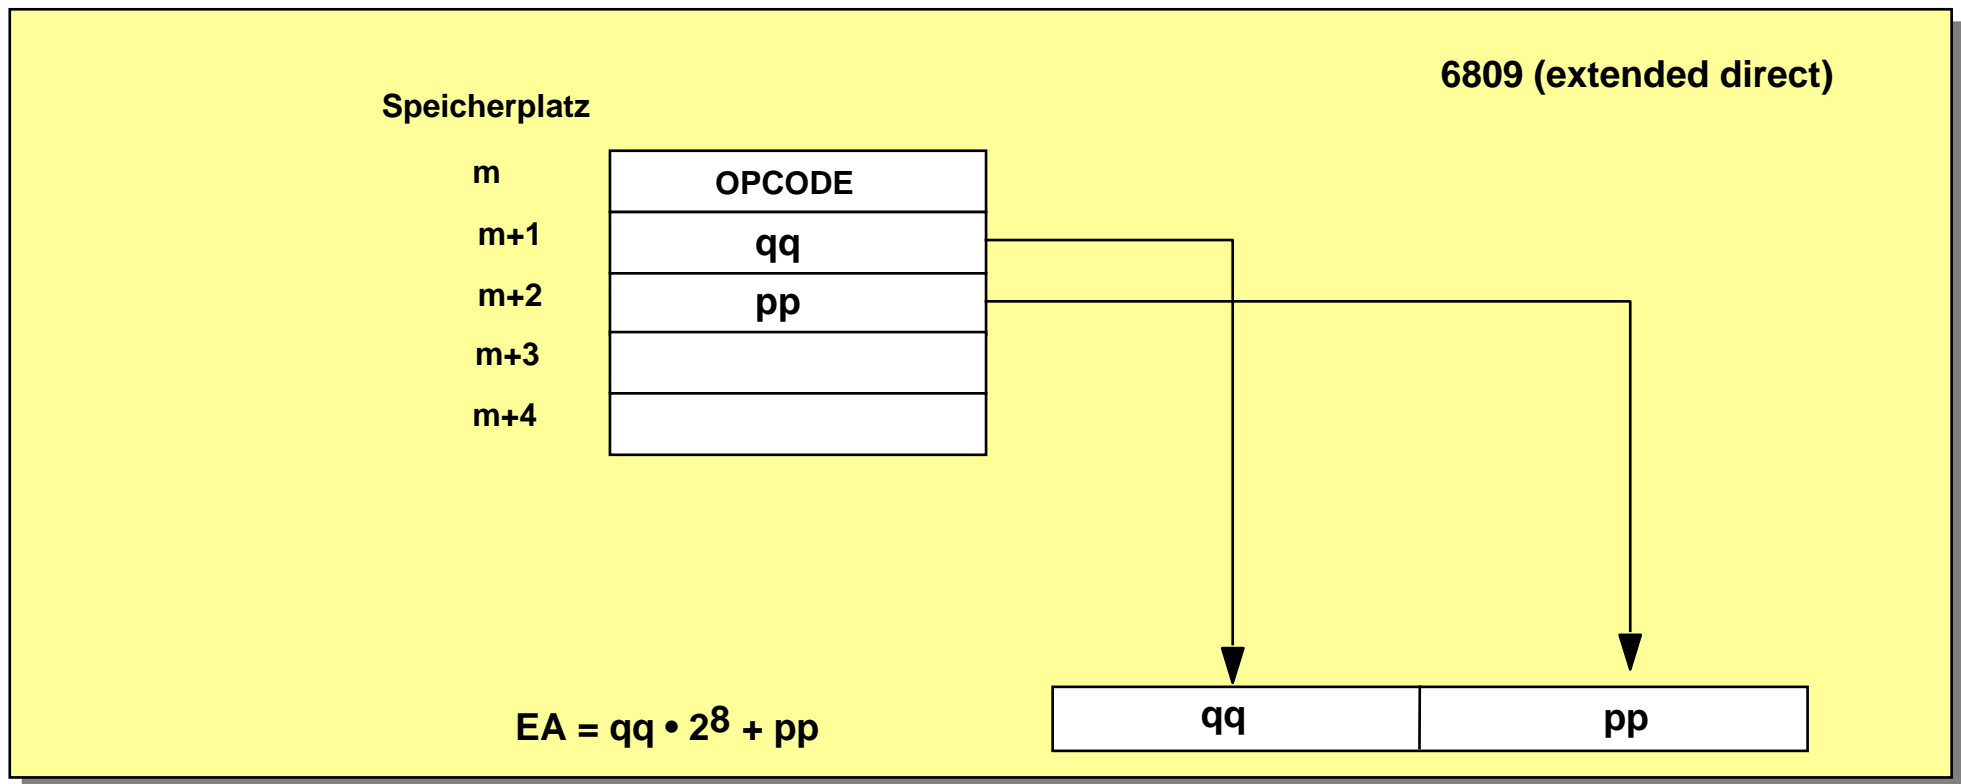 6809 (extended direct)
Speicherplatz
m
OPCODE
m+1
qq
m+2
pp
m+3
m+4
EA = qq • 2⁸ + pp
qq
pp